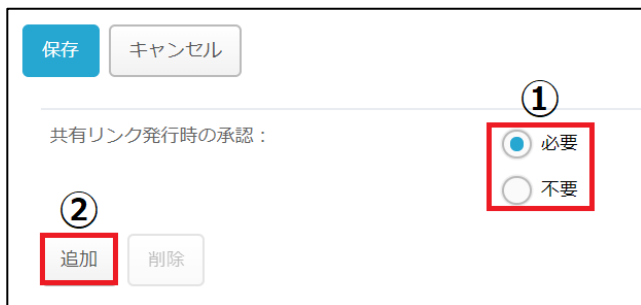 保存 キャンセル
①
共有リンク発行時の承認：
必要
不要
②
追加 削除